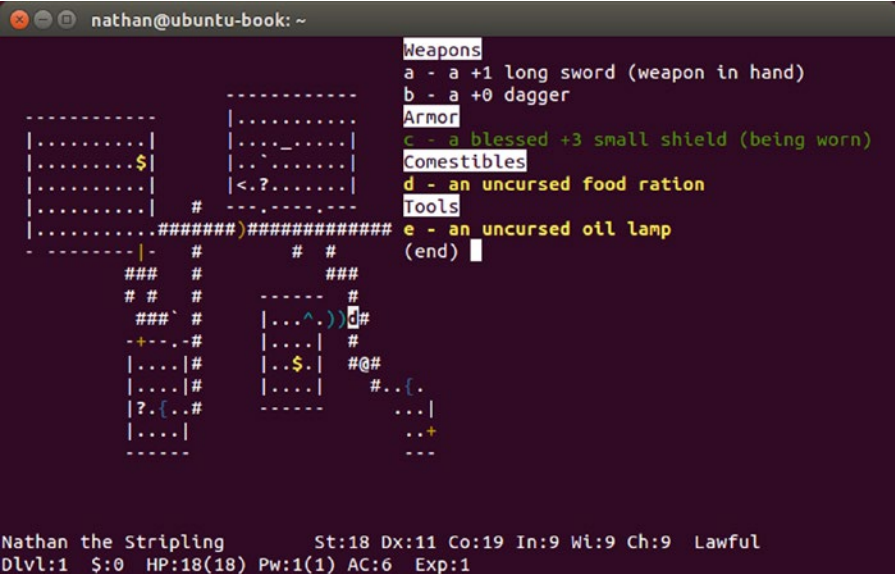 nathan@ubuntu-book: ~
Weapons
a - a +1 long sword (weapon in hand)
b - a +0 dagger
Armor
c - a blessed +3 small shield (being worn)
Comestibles
d - an uncursed food ration
Tools
e - an uncursed oil lamp
(end)
------------
------------ |...........
|..........| |...._.....|
|.........$| |..`.......|
|..........| |<.?.......|
|..........| # ---.----.---
|...........#######)#############
- --------|- # # #
### # ###
# # # ------ #
###` # |...^.))d#
-+--.-# |....| #
|....|# |..$.| #@#
|....|# |....| #..{.
|?.{..# ------ ...|
|....| ..+
------ ---
Nathan the Stripling St:18 Dx:11 Co:19 In:9 Wi:9 Ch:9 Lawful
Dlvl:1 $:0 HP:18(18) Pw:1(1) AC:6 Exp:1